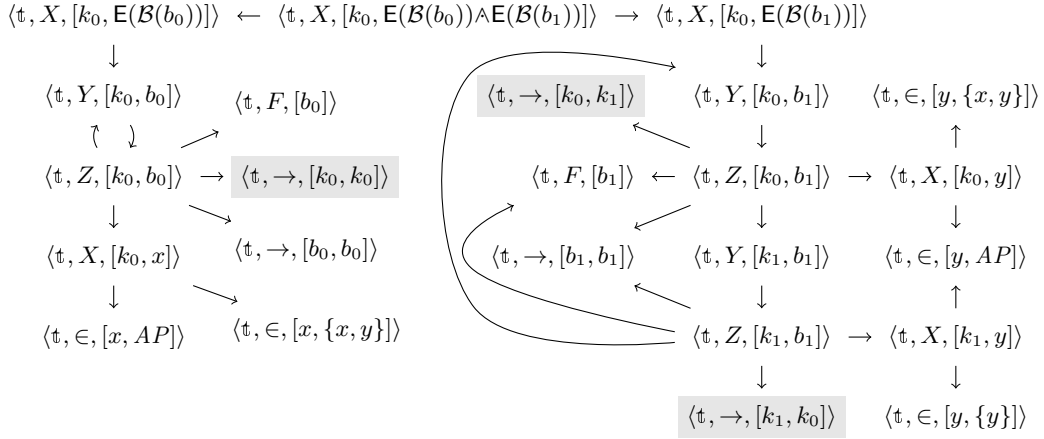 ⟨𝕥, X, [k₀, E(ℬ(b₀))]⟩ ← ⟨𝕥, X, [k₀, E(ℬ(b₀))∧E(ℬ(b₁))]⟩ → ⟨𝕥, X, [k₀, E(ℬ(b₁))]⟩
⟨𝕥, Y, [k₀, b₀]⟩ ⟨𝕥, F, [b₀]⟩ ⟨𝕥, →, [k₀, k₁]⟩ ⟨𝕥, Y, [k₀, b₁]⟩ ⟨𝕥, ∈, [y, {x, y}]⟩
⟨𝕥, Z, [k₀, b₀]⟩ → ⟨𝕥, →, [k₀, k₀]⟩ ⟨𝕥, F, [b₁]⟩ ← ⟨𝕥, Z, [k₀, b₁]⟩ → ⟨𝕥, X, [k₀, y]⟩
⟨𝕥, X, [k₀, x]⟩ ⟨𝕥, →, [b₀, b₀]⟩ ⟨𝕥, →, [b₁, b₁]⟩ ⟨𝕥, Y, [k₁, b₁]⟩ ⟨𝕥, ∈, [y, AP]⟩
⟨𝕥, ∈, [x, AP]⟩ ⟨𝕥, ∈, [x, {x, y}]⟩ ⟨𝕥, Z, [k₁, b₁]⟩ → ⟨𝕥, X, [k₁, y]⟩
⟨𝕥, →, [k₁, k₀]⟩ ⟨𝕥, ∈, [y, {y}]⟩